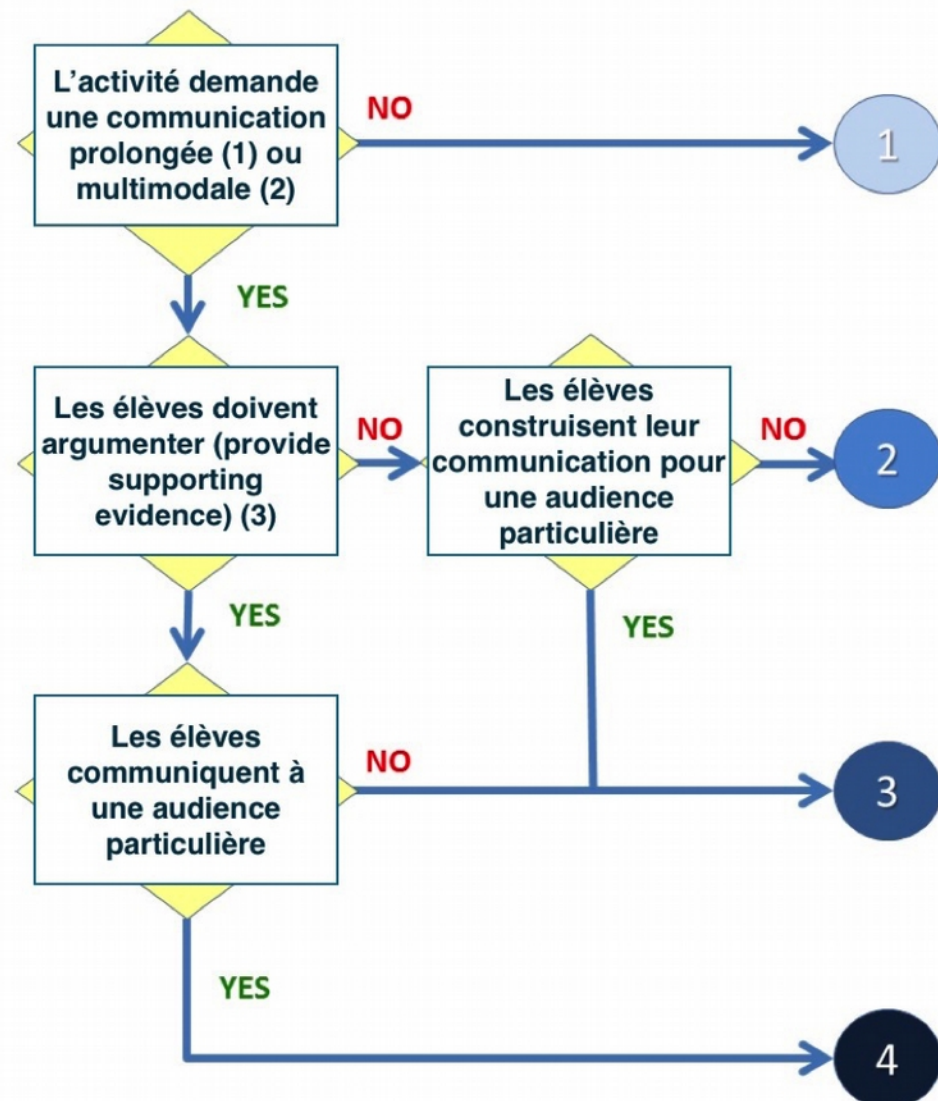 L'activité demande
une communication
prolongée (1) ou
multimodale (2)
NO
1
YES
Les élèves doivent
argumenter (provide
supporting
evidence) (3)
NO
Les élèves
construisent leur
communication pour
une audience
particulière
NO
2
YES
YES
Les élèves
communiquent à
une audience
particulière
NO
3
YES
4